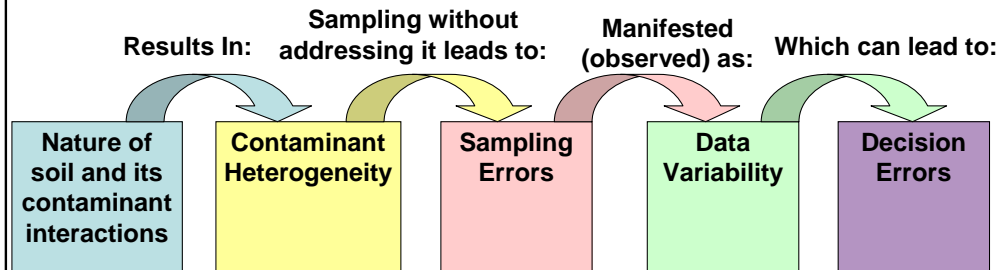 Results In:
Sampling without
addressing it leads to:
Manifested
(observed) as:
Which can lead to:
Nature of
soil and its
contaminant
interactions
Contaminant
Heterogeneity
Sampling
Errors
Data
Variability
Decision
Errors